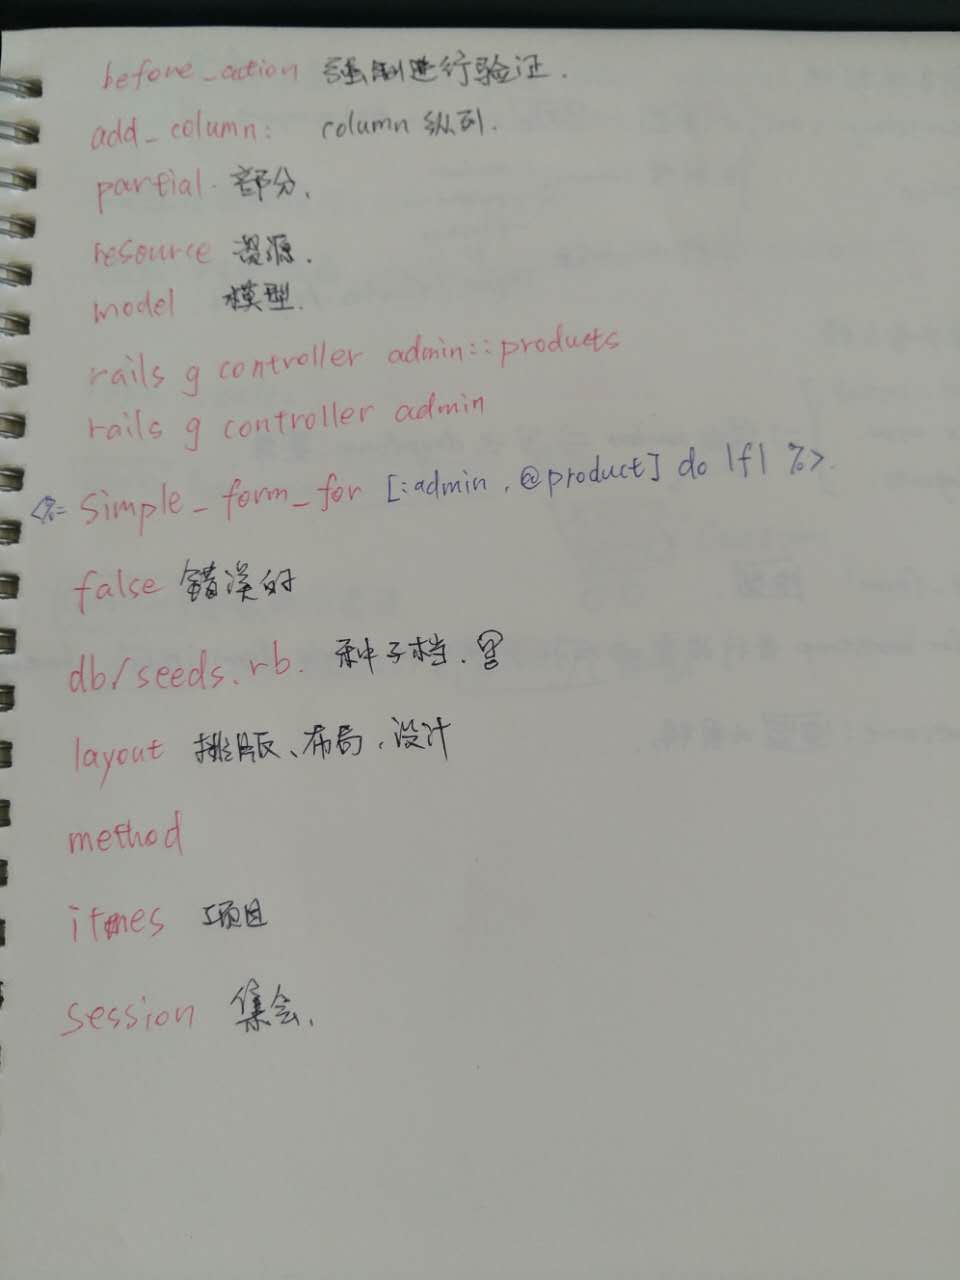 before_action 强制进行验证.
add_column: column 纵列.
partial. 部分.
resource 资源.
model 模型.
rails g controller admin::products
rails g controller admin
<%= simple_form_for [:admin, @product] do |f| %>.
false 错误的
db/seeds.rb. 种子档.
layout 排版、布局、设计
method
itmes 项目
session 集会.